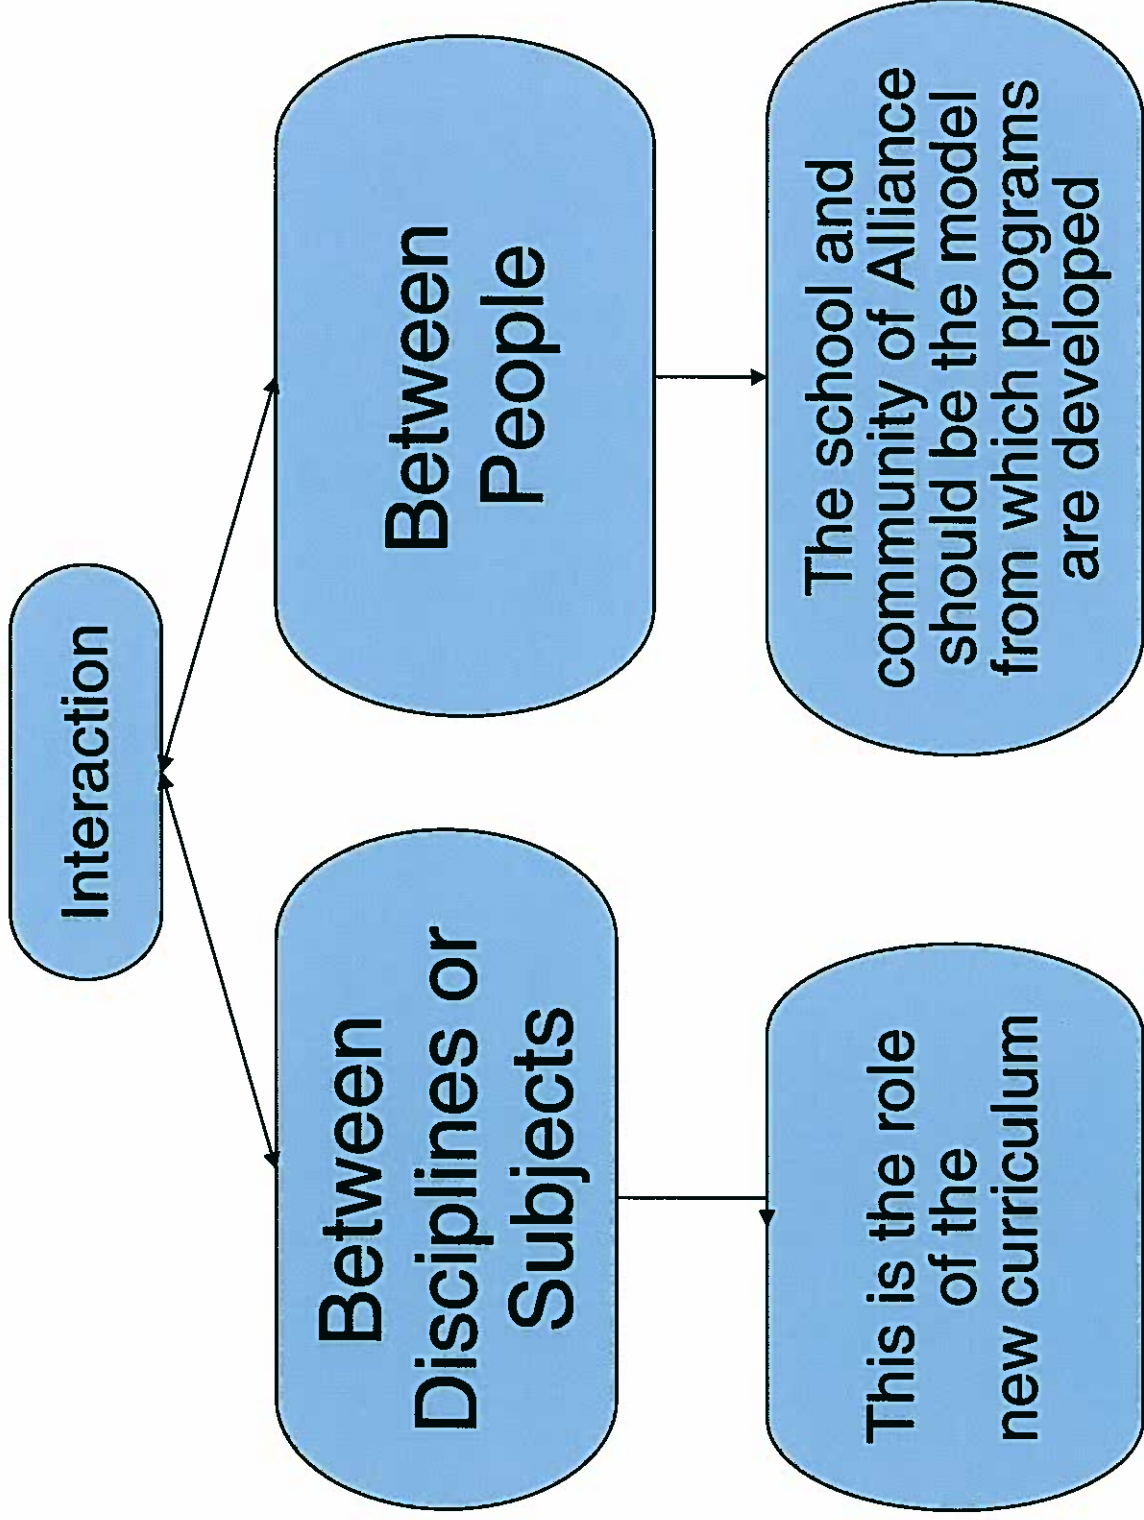 Interaction
Between
Disciplines or
Subjects
Between
People
This is the role
of the
new curriculum
The school and
community of Alliance
should be the model
from which programs
are developed